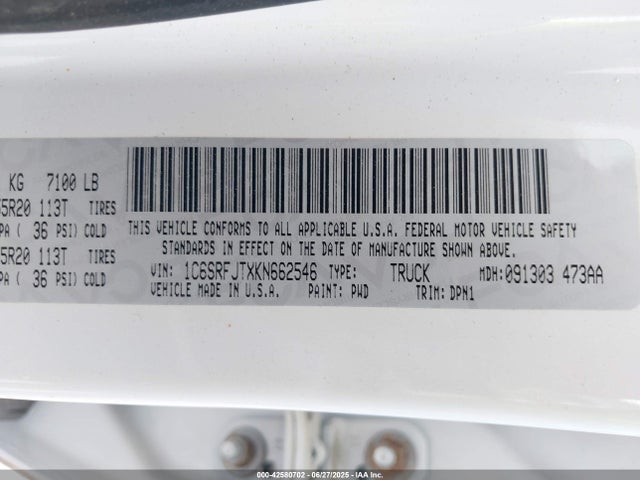 KG 7100 LB
5R20 113T TIRES
PA ( 36 PSI) COLD
5R20 113T TIRES
PA ( 36 PSI) COLD
THIS VEHICLE CONFORMS TO ALL APPLICABLE U.S.A. FEDERAL MOTOR VEHICLE SAFETY
STANDARDS IN EFFECT ON THE DATE OF MANUFACTURE SHOWN ABOVE.
VIN: 1C6SRFJTXKN662546 TYPE: TRUCK MDH: 091303 473AA
VEHICLE MADE IN U.S.A. PAINT: PWD TRIM: DPN1
000-42580702 - 06/27/2025 - IAAI.COM